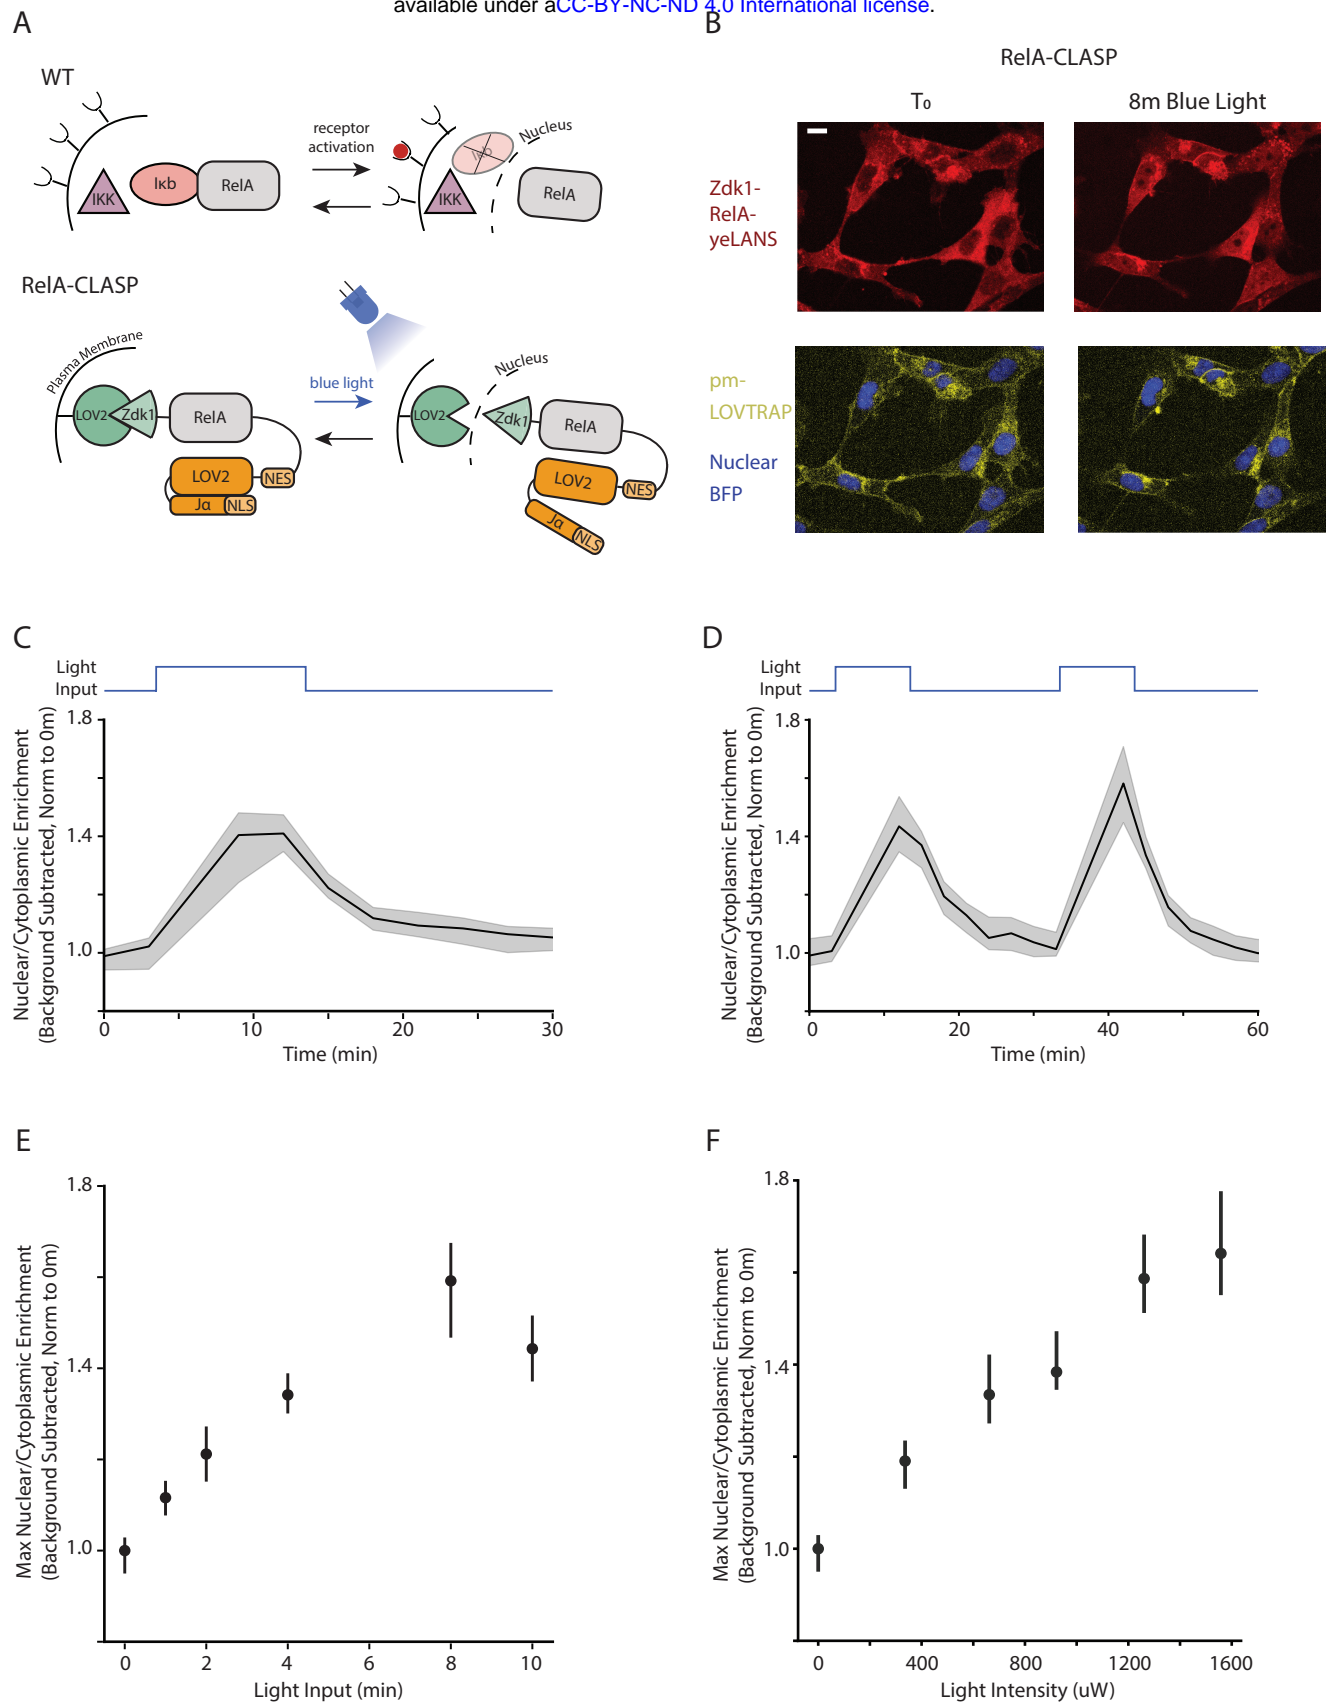 available under aCC-BY-NC-ND 4.0 International license.
A
WT
IKK
Iκb
RelA
receptor
activation
IKK
Iκb
Nucleus
RelA
RelA-CLASP
Plasma Membrane
LOV2
Zdk1
RelA
LOV2
NES
Jα
NLS
blue light
LOV2
Nucleus
Zdk1
RelA
LOV2
NES
Jα
NLS
B
RelA-CLASP
T0
8m Blue Light
Zdk1-
RelA-
yeLANS
pm-
LOVTRAP
Nuclear
BFP
C
Light
Input
Nuclear/Cytoplasmic Enrichment
(Background Subtracted, Norm to 0m)
1.8
1.4
1.0
0
10
20
30
Time (min)
D
Light
Input
Nuclear/Cytoplasmic Enrichment
(Background Subtracted, Norm to 0m)
1.8
1.4
1.0
0
20
40
60
Time (min)
E
Max Nuclear/Cytoplasmic Enrichment
(Background Subtracted, Norm to 0m)
1.8
1.4
1.0
0
2
4
6
8
10
Light Input (min)
F
Max Nuclear/Cytoplasmic Enrichment
(Background Subtracted, Norm to 0m)
1.8
1.4
1.0
0
400
800
1200
1600
Light Intensity (uW)